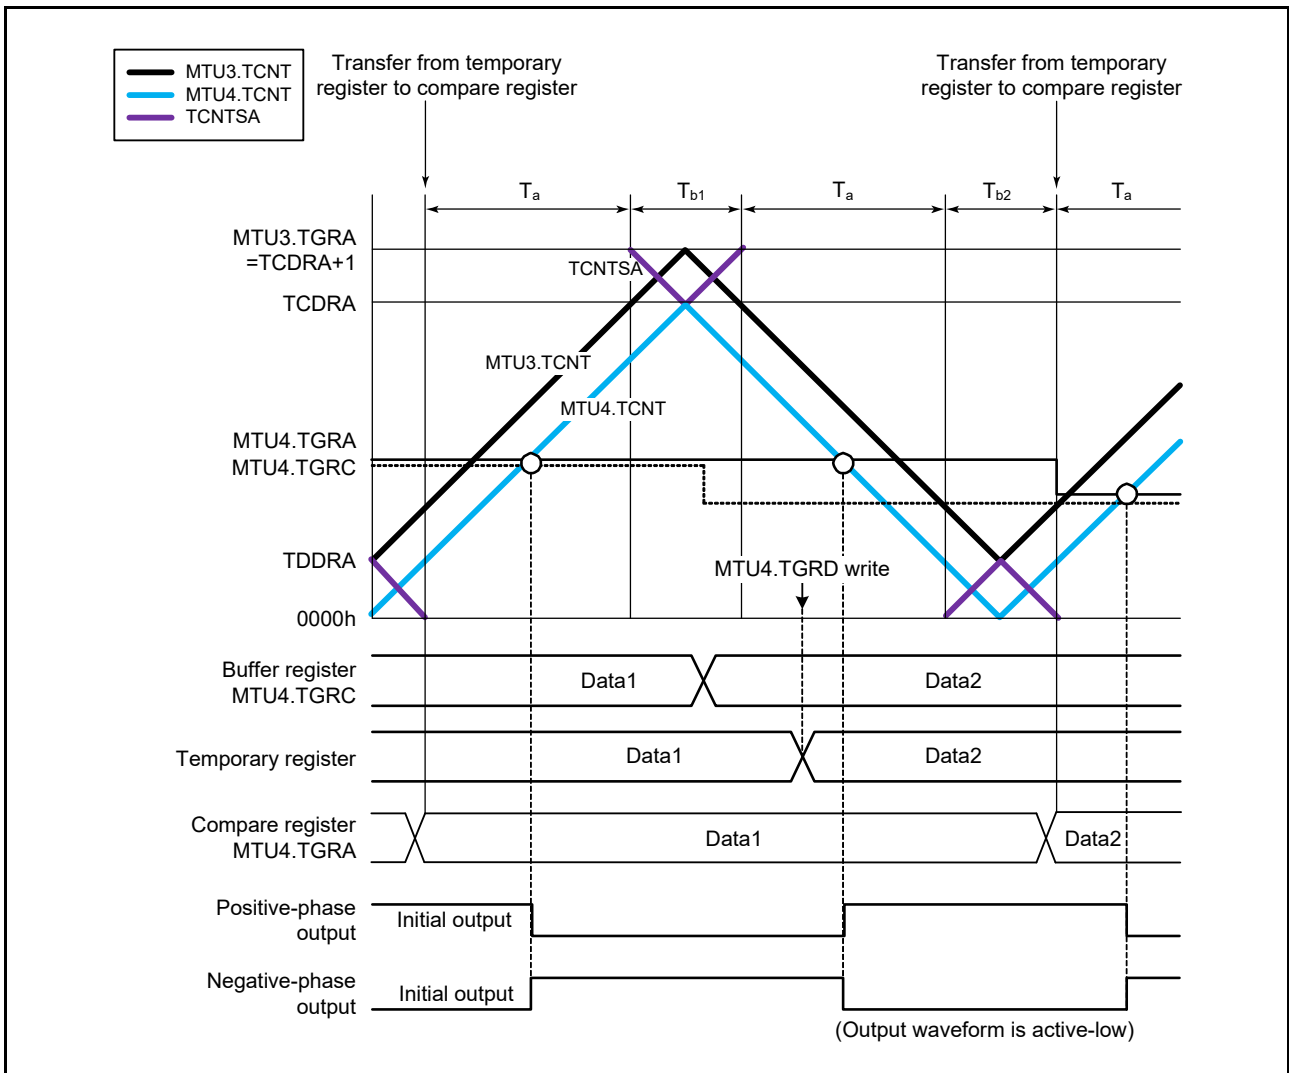 MTU3.TCNT
MTU4.TCNT
TCNTSA
Transfer from temporary
register to compare register
Transfer from temporary
register to compare register
Ta
Tb1
Ta
Tb2
Ta
MTU3.TGRA
=TCDRA+1
TCNTSA
TCDRA
MTU3.TCNT
MTU4.TCNT
MTU4.TGRA
MTU4.TGRC
TDDRA
MTU4.TGRD write
0000h
Buffer register
MTU4.TGRC
Data1
Data2
Temporary register
Data1
Data2
Compare register
MTU4.TGRA
Data1
Data2
Positive-phase
output
Initial output
Negative-phase
output
Initial output
(Output waveform is active-low)